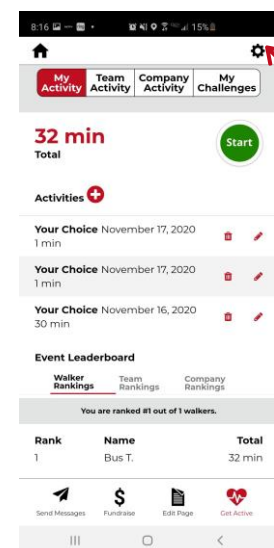 8:16 15%
My Activity Team Activity Company Activity My Challenges
32 min
Total
Start
Activities
Your Choice November 17, 2020
1 min
Your Choice November 17, 2020
1 min
Your Choice November 16, 2020
30 min
Event Leaderboard
Walker Rankings Team Rankings Company Rankings
You are ranked #1 out of 1 walkers.
Rank Name Total
1 Bus T. 32 min
Send Messages Fundraise Edit Page Get Active